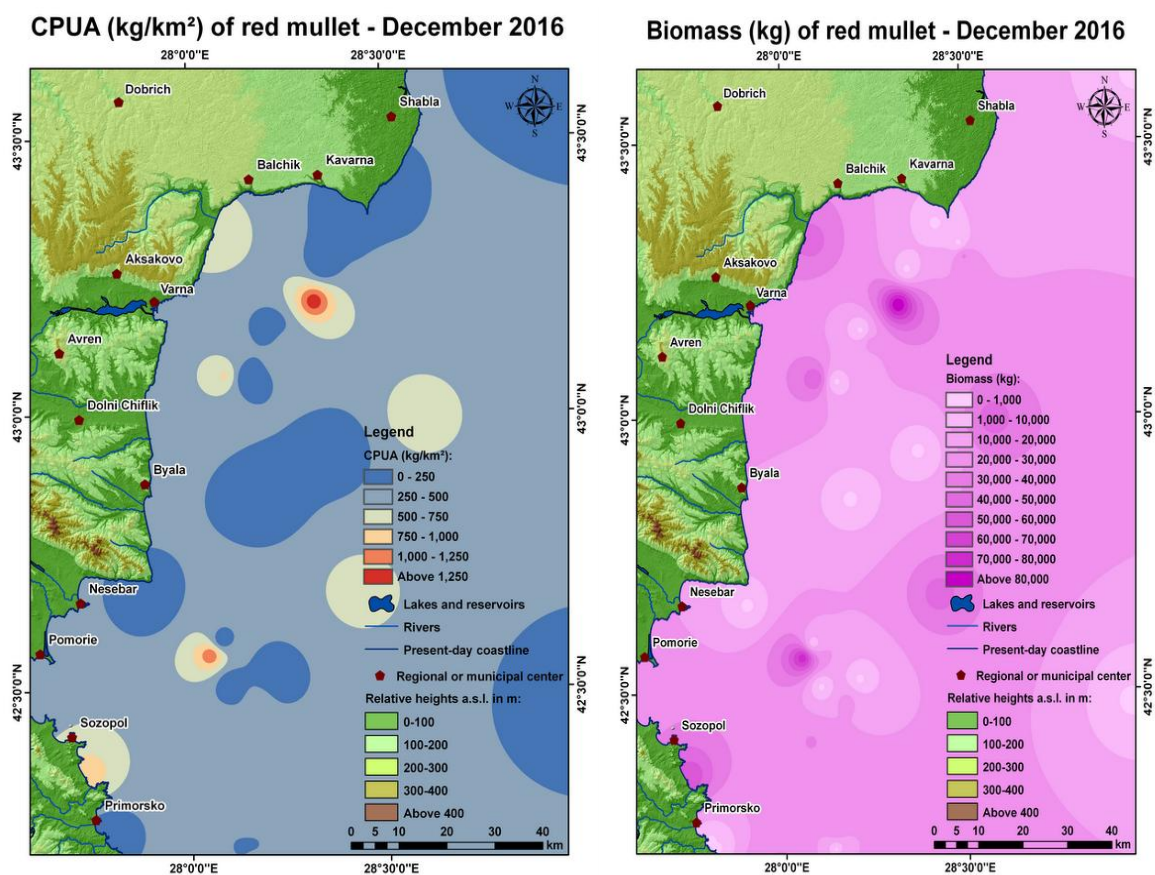 CPUA (kg/km²) of red mullet - December 2016
28°0'0"E
28°30'0"E
N
W
E
S
Dobrich
Shabla
43°30'0"N
43°30'0"N
Balchik
Kavarna
Aksakovo
Varna
Avren
Dolni Chiflik
43°0'0"N
43°0'0"N
Byala
Nesebar
Pomorie
42°30'0"N
42°30'0"N
Sozopol
Primorsko
Legend
CPUA (kg/km²):
0 - 250
250 - 500
500 - 750
750 - 1,000
1,000 - 1,250
Above 1,250
Lakes and reservoirs
Rivers
Present-day coastline
Regional or municipal center
Relative heights a.s.l. in m:
0-100
100-200
200-300
300-400
Above 400
0 5 10 20 30 40
km
28°0'0"E
28°30'0"E
Biomass (kg) of red mullet - December 2016
28°0'0"E
28°30'0"E
N
W
E
S
Dobrich
Shabla
43°30'0"N
43°30'0"N
Balchik
Kavarna
Aksakovo
Varna
Avren
Dolni Chiflik
43°0'0"N
43°0'0"N
Byala
Nesebar
Pomorie
42°30'0"N
42°30'0"N
Sozopol
Primorsko
Legend
Biomass (kg):
0 - 1,000
1,000 - 10,000
10,000 - 20,000
20,000 - 30,000
30,000 - 40,000
40,000 - 50,000
50,000 - 60,000
60,000 - 70,000
70,000 - 80,000
Above 80,000
Lakes and reservoirs
Rivers
Present-day coastline
Regional or municipal center
Relative heights a.s.l. in m:
0-100
100-200
200-300
300-400
Above 400
0 5 10 20 30 40
km
28°0'0"E
28°30'0"E